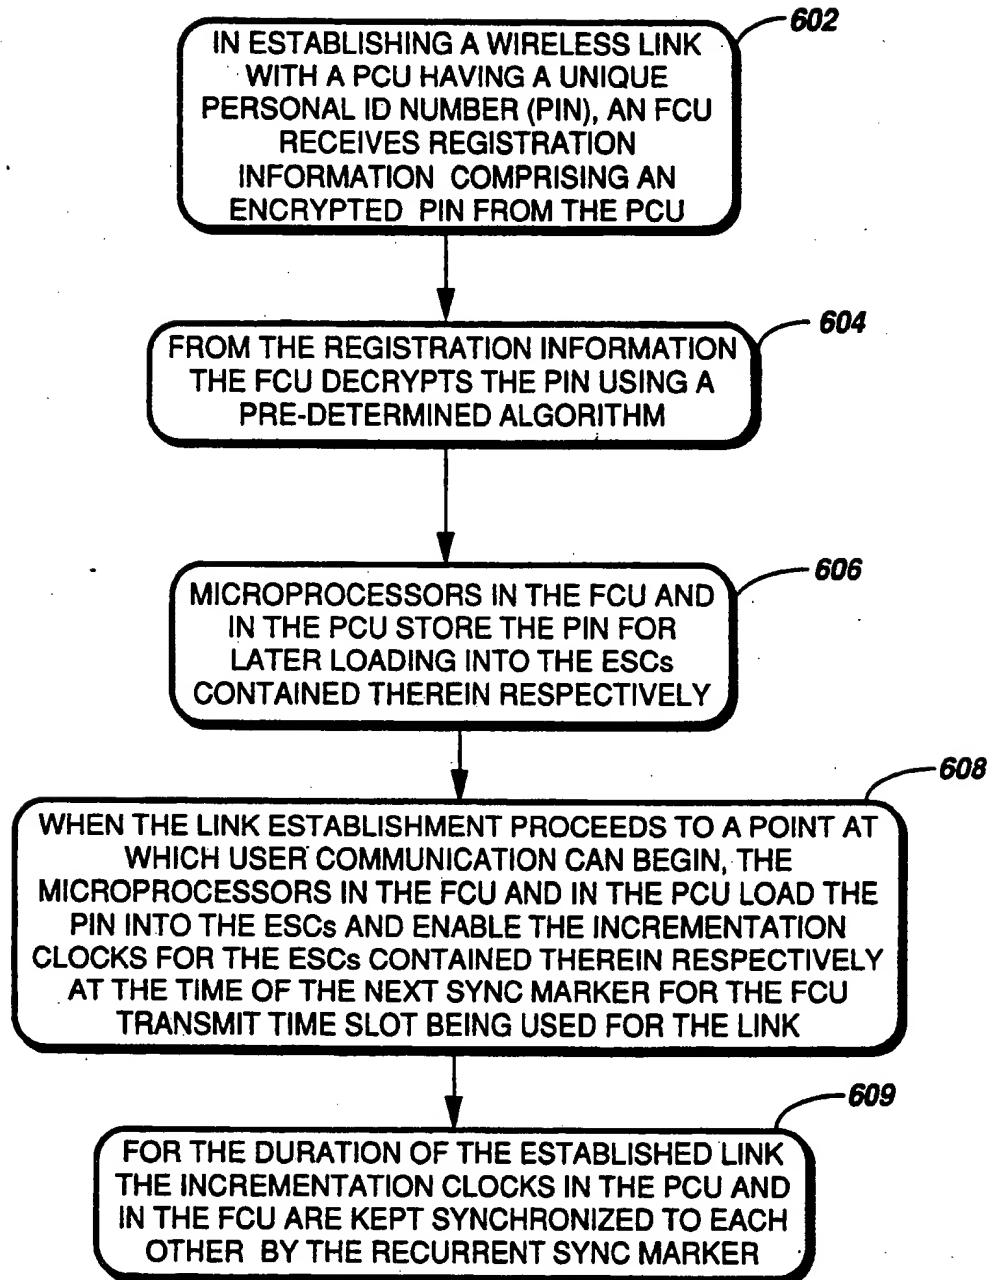 602
IN ESTABLISHING A WIRELESS LINK
WITH A PCU HAVING A UNIQUE
PERSONAL ID NUMBER (PIN), AN FCU
RECEIVES REGISTRATION
INFORMATION COMPRISING AN
ENCRYPTED PIN FROM THE PCU
604
FROM THE REGISTRATION INFORMATION
THE FCU DECRYPTS THE PIN USING A
PRE-DETERMINED ALGORITHM
606
MICROPROCESSORS IN THE FCU AND
IN THE PCU STORE THE PIN FOR
LATER LOADING INTO THE ESCs
CONTAINED THEREIN RESPECTIVELY
608
WHEN THE LINK ESTABLISHMENT PROCEEDS TO A POINT AT
WHICH USER COMMUNICATION CAN BEGIN, THE
MICROPROCESSORS IN THE FCU AND IN THE PCU LOAD THE
PIN INTO THE ESCs AND ENABLE THE INCREMENTATION
CLOCKS FOR THE ESCs CONTAINED THEREIN RESPECTIVELY
AT THE TIME OF THE NEXT SYNC MARKER FOR THE FCU
TRANSMIT TIME SLOT BEING USED FOR THE LINK
609
FOR THE DURATION OF THE ESTABLISHED LINK
THE INCREMENTATION CLOCKS IN THE PCU AND
IN THE FCU ARE KEPT SYNCHRONIZED TO EACH
OTHER BY THE RECURRENT SYNC MARKER